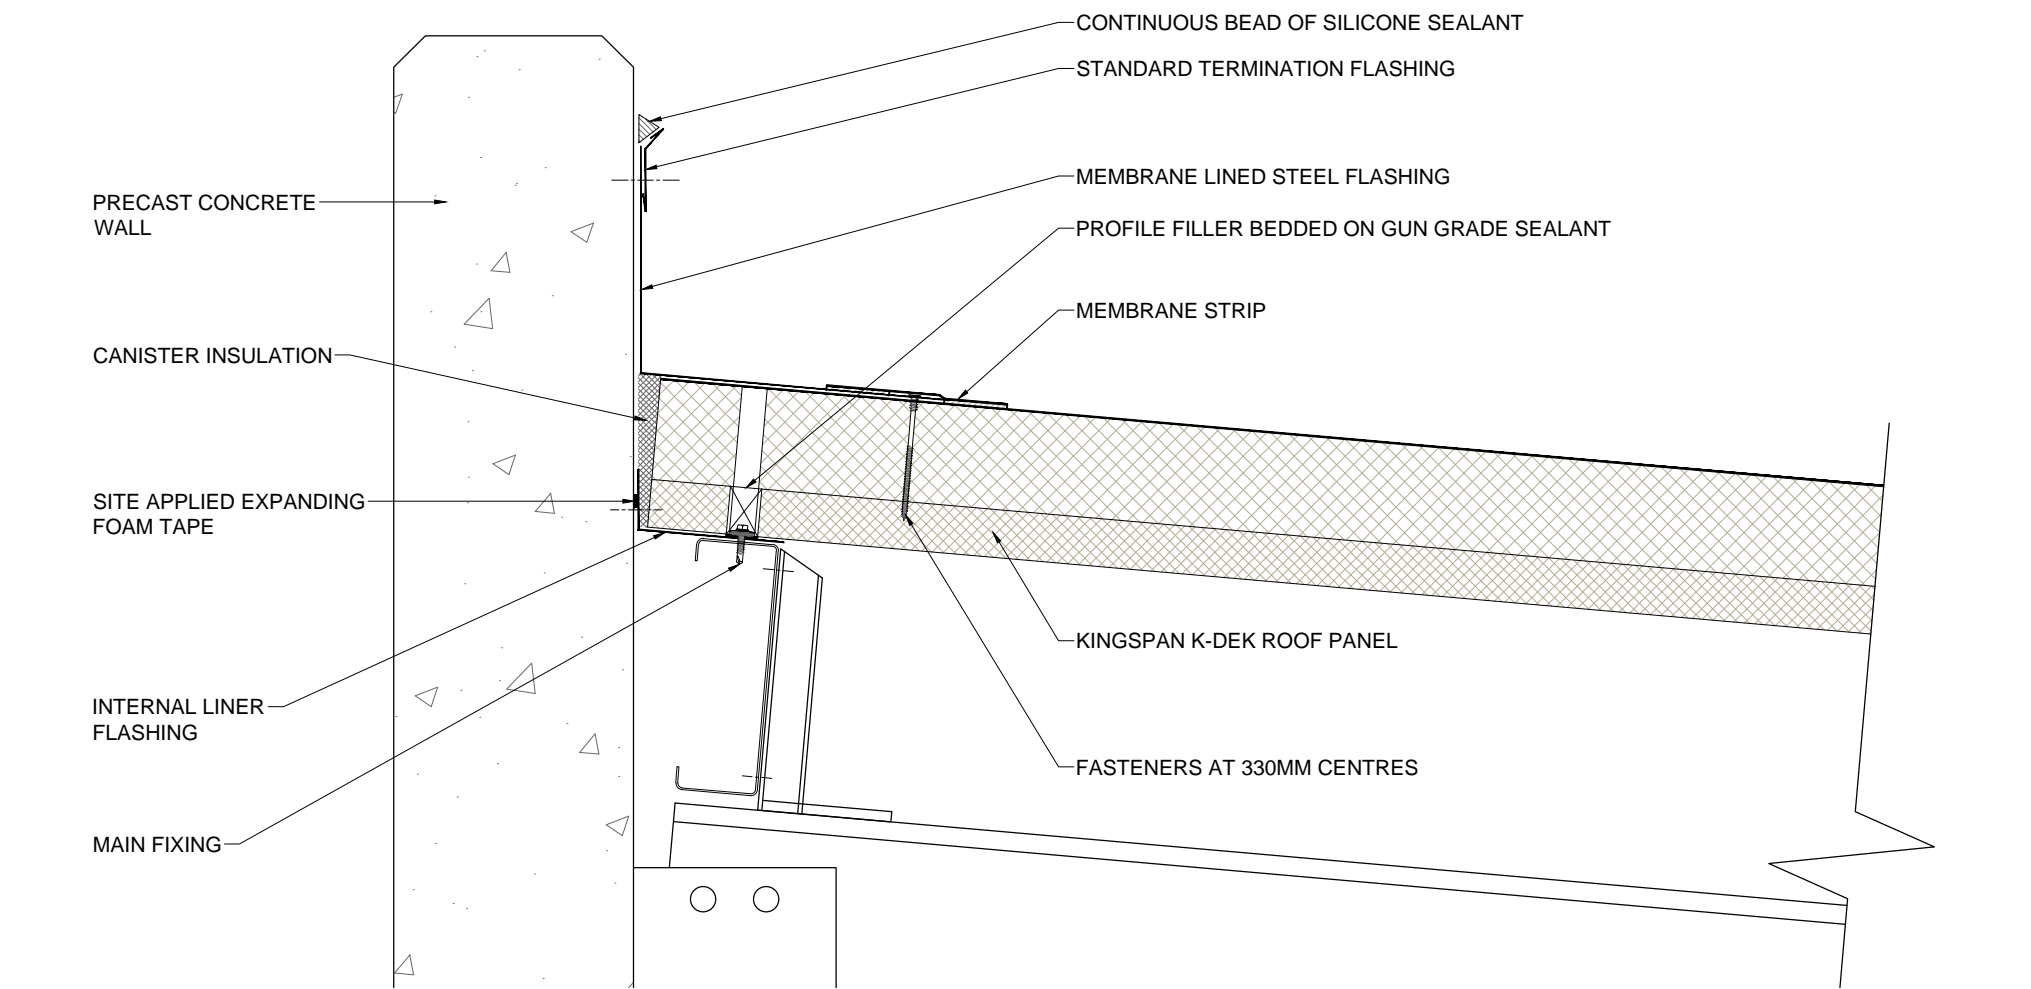 CONTINUOUS BEAD OF SILICONE SEALANT
STANDARD TERMINATION FLASHING
MEMBRANE LINED STEEL FLASHING
PRECAST CONCRETE
WALL
PROFILE FILLER BEDDED ON GUN GRADE SEALANT
MEMBRANE STRIP
CANISTER INSULATION
SITE APPLIED EXPANDING
FOAM TAPE
KINGSPAN K-DEK ROOF PANEL
INTERNAL LINER
FLASHING
FASTENERS AT 330MM CENTRES
MAIN FIXING